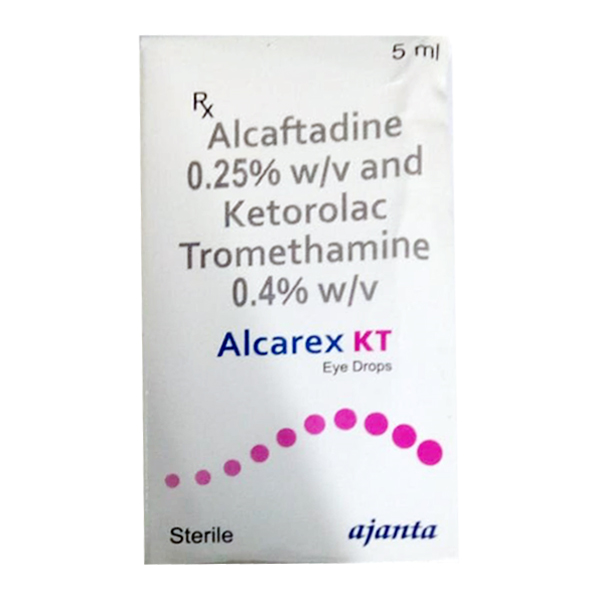 5 ml
Rx
Alcaftadine
0.25% w/v and
Ketorolac
Tromethamine
0.4% w/v
Alcarex KT
Eye Drops
Sterile
ajanta